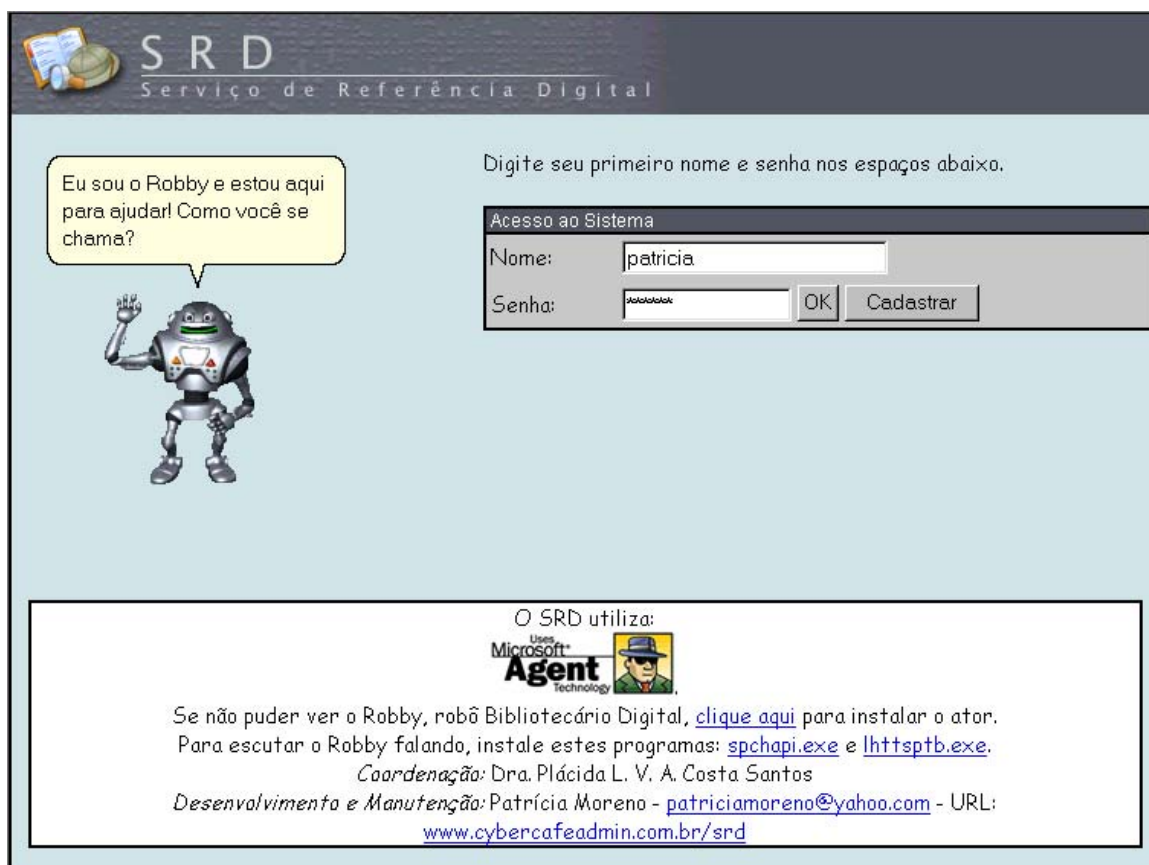 S R D
Serviço de Referência Digital
Eu sou o Robby e estou aqui
para ajudar! Como você se
chama?
Digite seu primeiro nome e senha nos espaços abaixo.
Acesso ao Sistema
Nome:
patricia
Senha:
*******
OK
Cadastrar
O SRD utiliza:
Uses
Microsoft
Agent
Technology
Se não puder ver o Robby, robô Bibliotecário Digital, clique aqui para instalar o ator.
Para escutar o Robby falando, instale estes programas: spchapi.exe e lhttsptb.exe.
Coordenação: Dra. Plácida L. V. A. Costa Santos
Desenvolvimento e Manutenção: Patrícia Moreno - patriciamoreno@yahoo.com - URL:
www.cybercafeadmin.com.br/srd